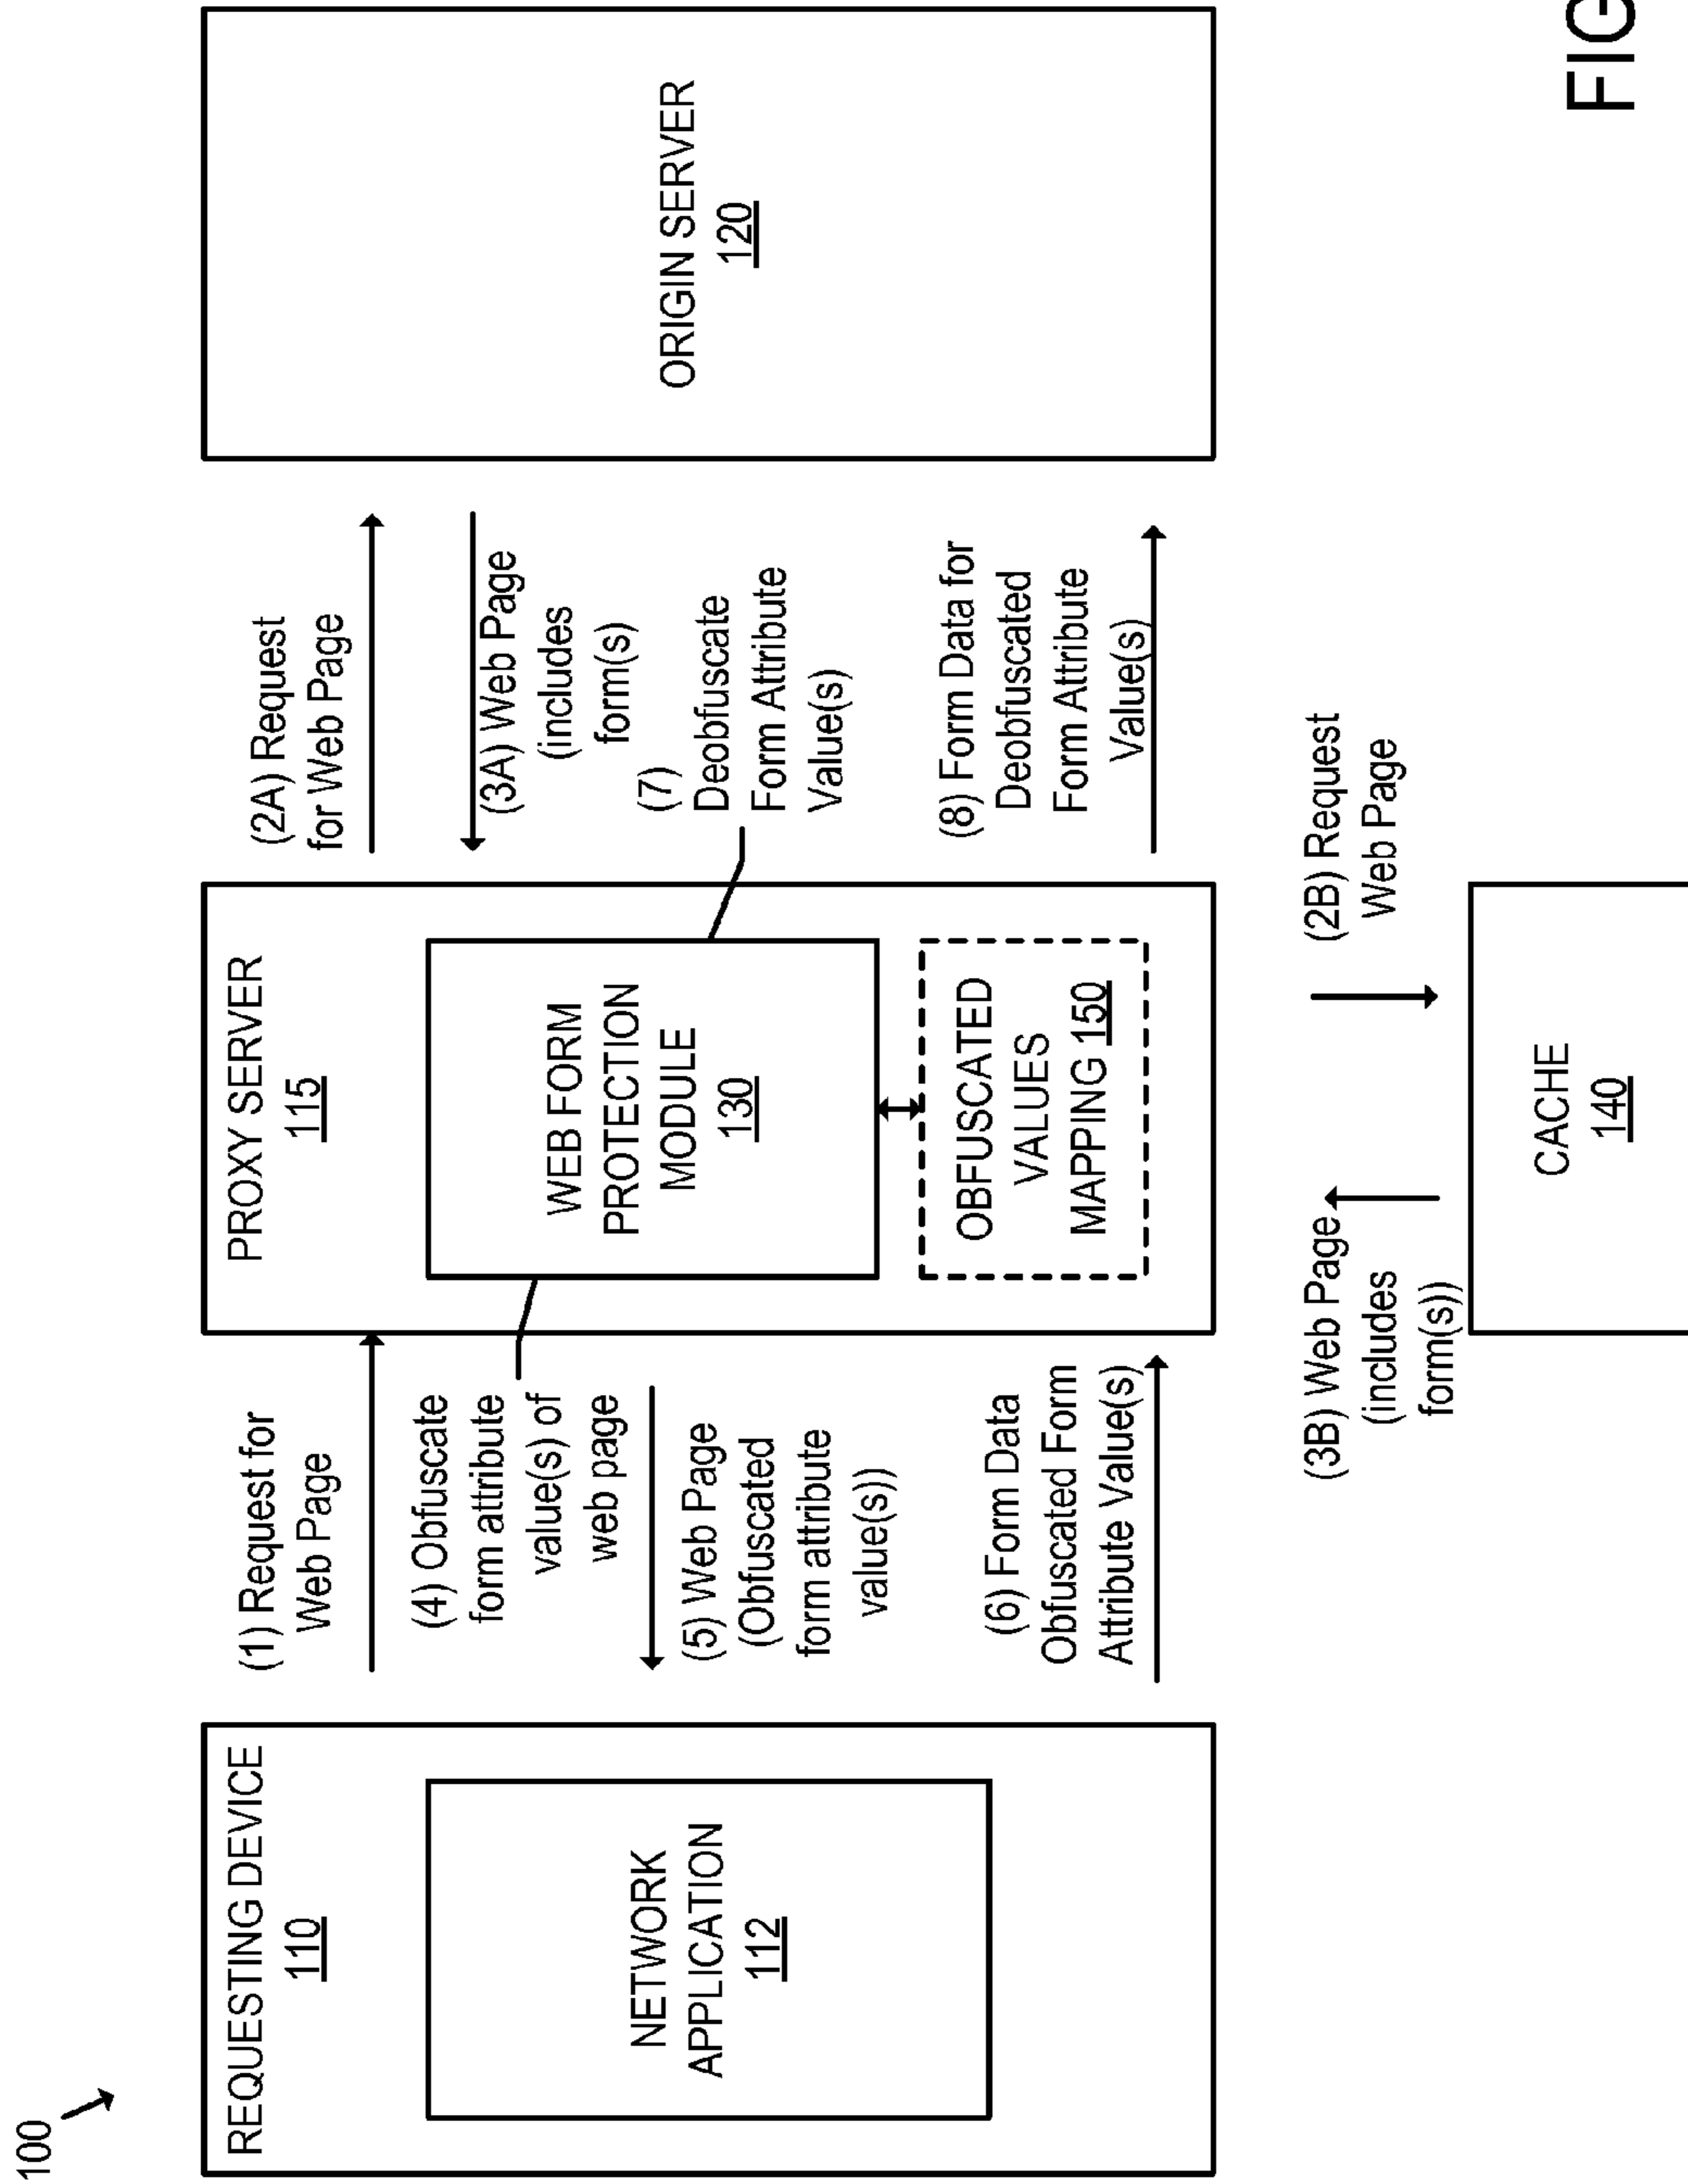 100
REQUESTING DEVICE
110
NETWORK
APPLICATION
112
(1) Request for
Web Page
(4) Obfuscate
form attribute
value(s) of
web page
(5) Web Page
(Obfuscated
form attribute
value(s))
(6) Form Data
Obfuscated Form
Attribute Value(s)
PROXY SERVER
115
WEB FORM
PROTECTION
MODULE
130
OBFUSCATED
VALUES
MAPPING 150
(2A) Request
for Web Page
(3A) Web Page
(includes
form(s)
(7)
Deobfuscate
Form Attribute
Value(s)
(8) Form Data for
Deobfuscated
Form Attribute
Value(s)
ORIGIN SERVER
120
(3B) Web Page
(includes
form(s))
(2B) Request
Web Page
CACHE
140
FIG